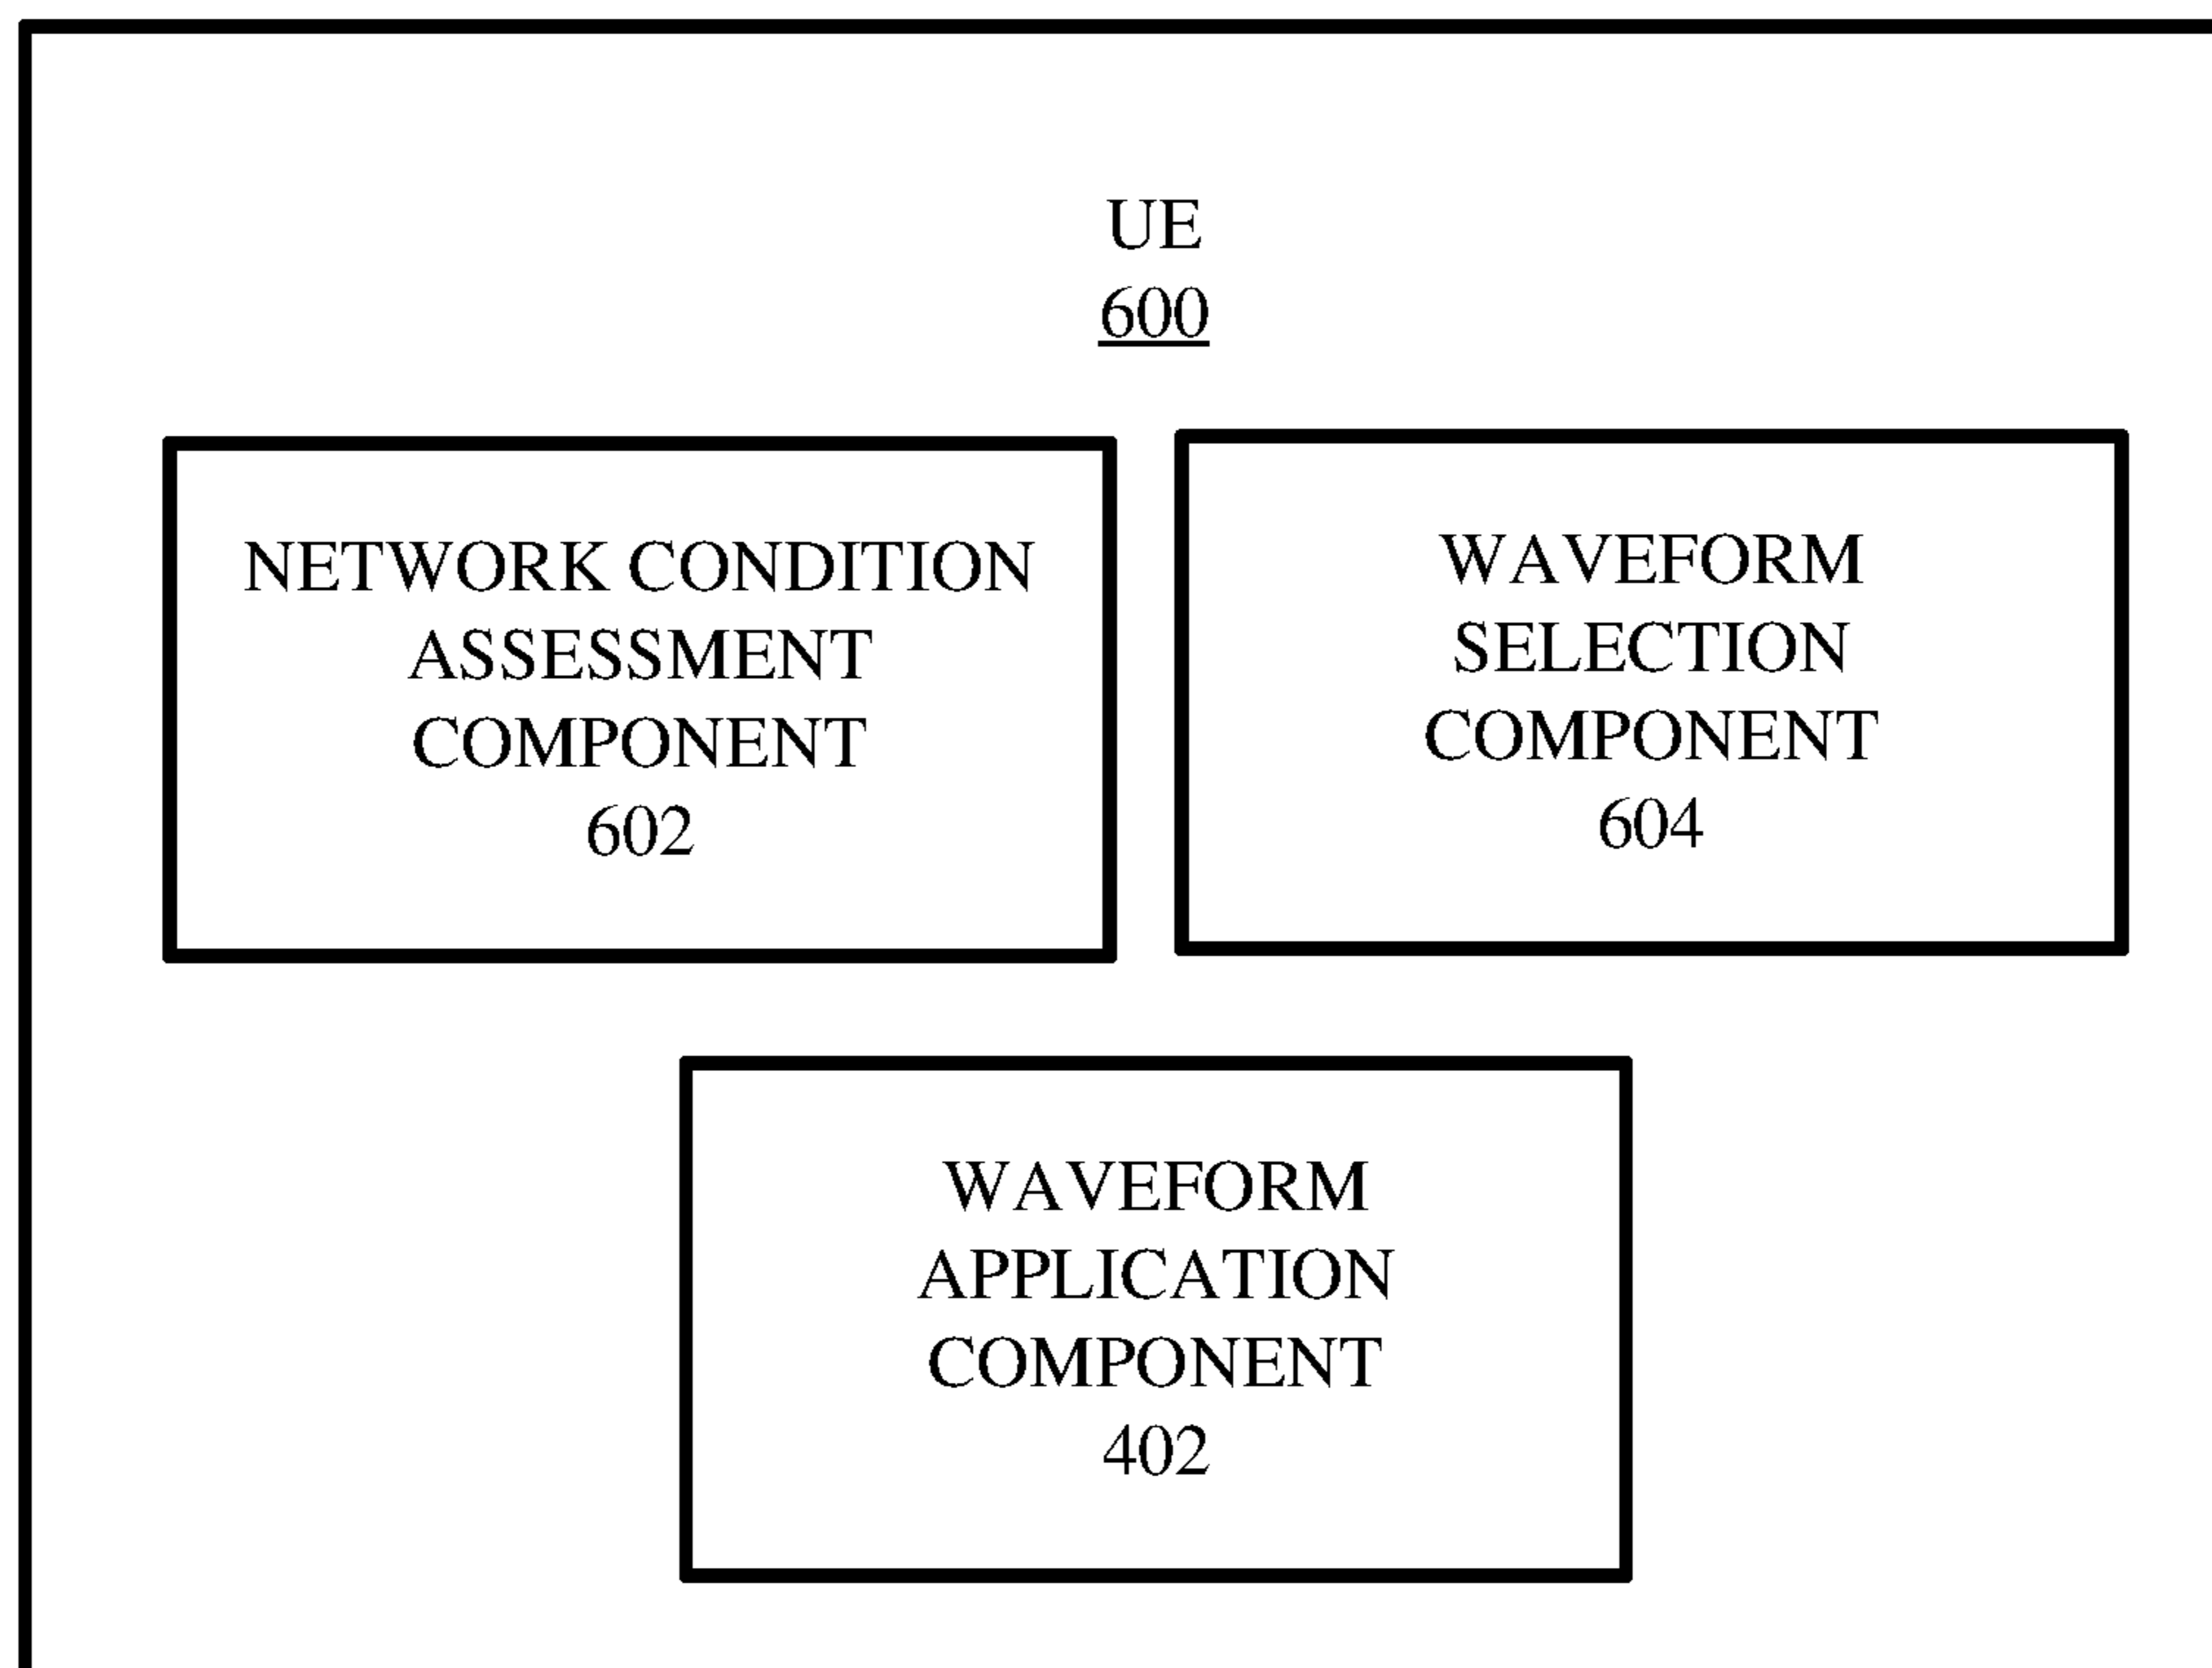 UE
600
NETWORK CONDITION
ASSESSMENT
COMPONENT
602
WAVEFORM
SELECTION
COMPONENT
604
WAVEFORM
APPLICATION
COMPONENT
402